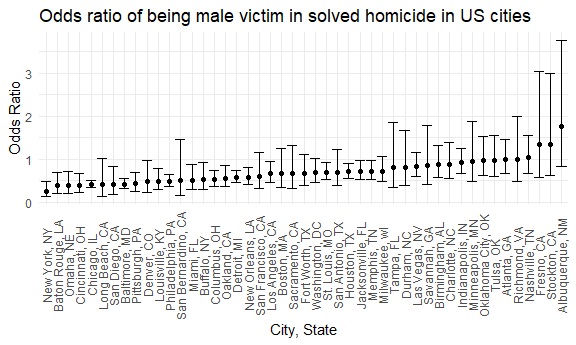 Odds ratio of being male victim in solved homicide in US cities
Odds Ratio
3
2
1
0
New York, NY
Baton Rouge, LA
Omaha, NE
Cincinnati, OH
Chicago, IL
Long Beach, CA
San Diego, CA
Baltimore, MD
Pittsburgh, PA
Denver, CO
Louisville, KY
Philadelphia, PA
San Bernardino, CA
Miami, FL
Buffalo, NY
Columbus, OH
Oakland, CA
Detroit, MI
New Orleans, LA
San Francisco, CA
Los Angeles, CA
Boston, MA
Sacramento, CA
Fort Worth, TX
Washington, DC
St. Louis, MO
San Antonio, TX
Houston, TX
Jacksonville, FL
Memphis, TN
Milwaukee, wI
Tampa, FL
Durham, NC
Las Vegas, NV
Savannah, GA
Birmingham, AL
Charlotte, NC
Indianapolis, IN
Minneapolis, MN
Oklahoma City, OK
Tulsa, OK
Atlanta, GA
Richmond, VA
Nashville, TN
Fresno, CA
Stockton, CA
Albuquerque, NM
City, State